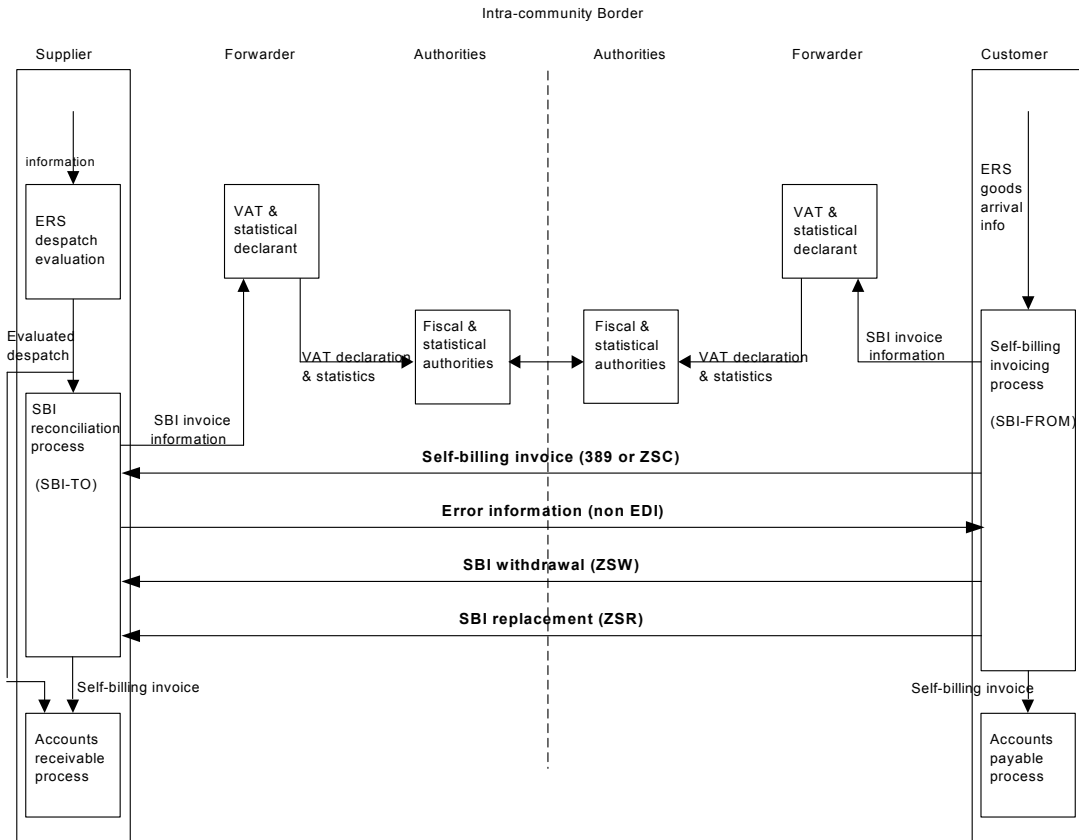 Intra-community Border
Supplier
Forwarder
Authorities
Authorities
Forwarder
Customer
information
ERS
despatch
evaluation
VAT &
statistical
declarant
VAT &
statistical
declarant
ERS
goods
arrival
info
Evaluated
despatch
VAT declaration
& statistics
Fiscal &
statistical
authorities
Fiscal &
statistical
authorities
VAT declaration
& statistics
SBI invoice
information
Self-billing
invoicing
process
(SBI-FROM)
SBI
reconciliation
process
(SBI-TO)
SBI invoice
information
Self-billing invoice (389 or ZSC)
Error information (non EDI)
SBI withdrawal (ZSW)
SBI replacement (ZSR)
Self-billing invoice
Self-billing invoice
Accounts
receivable
process
Accounts
payable
process